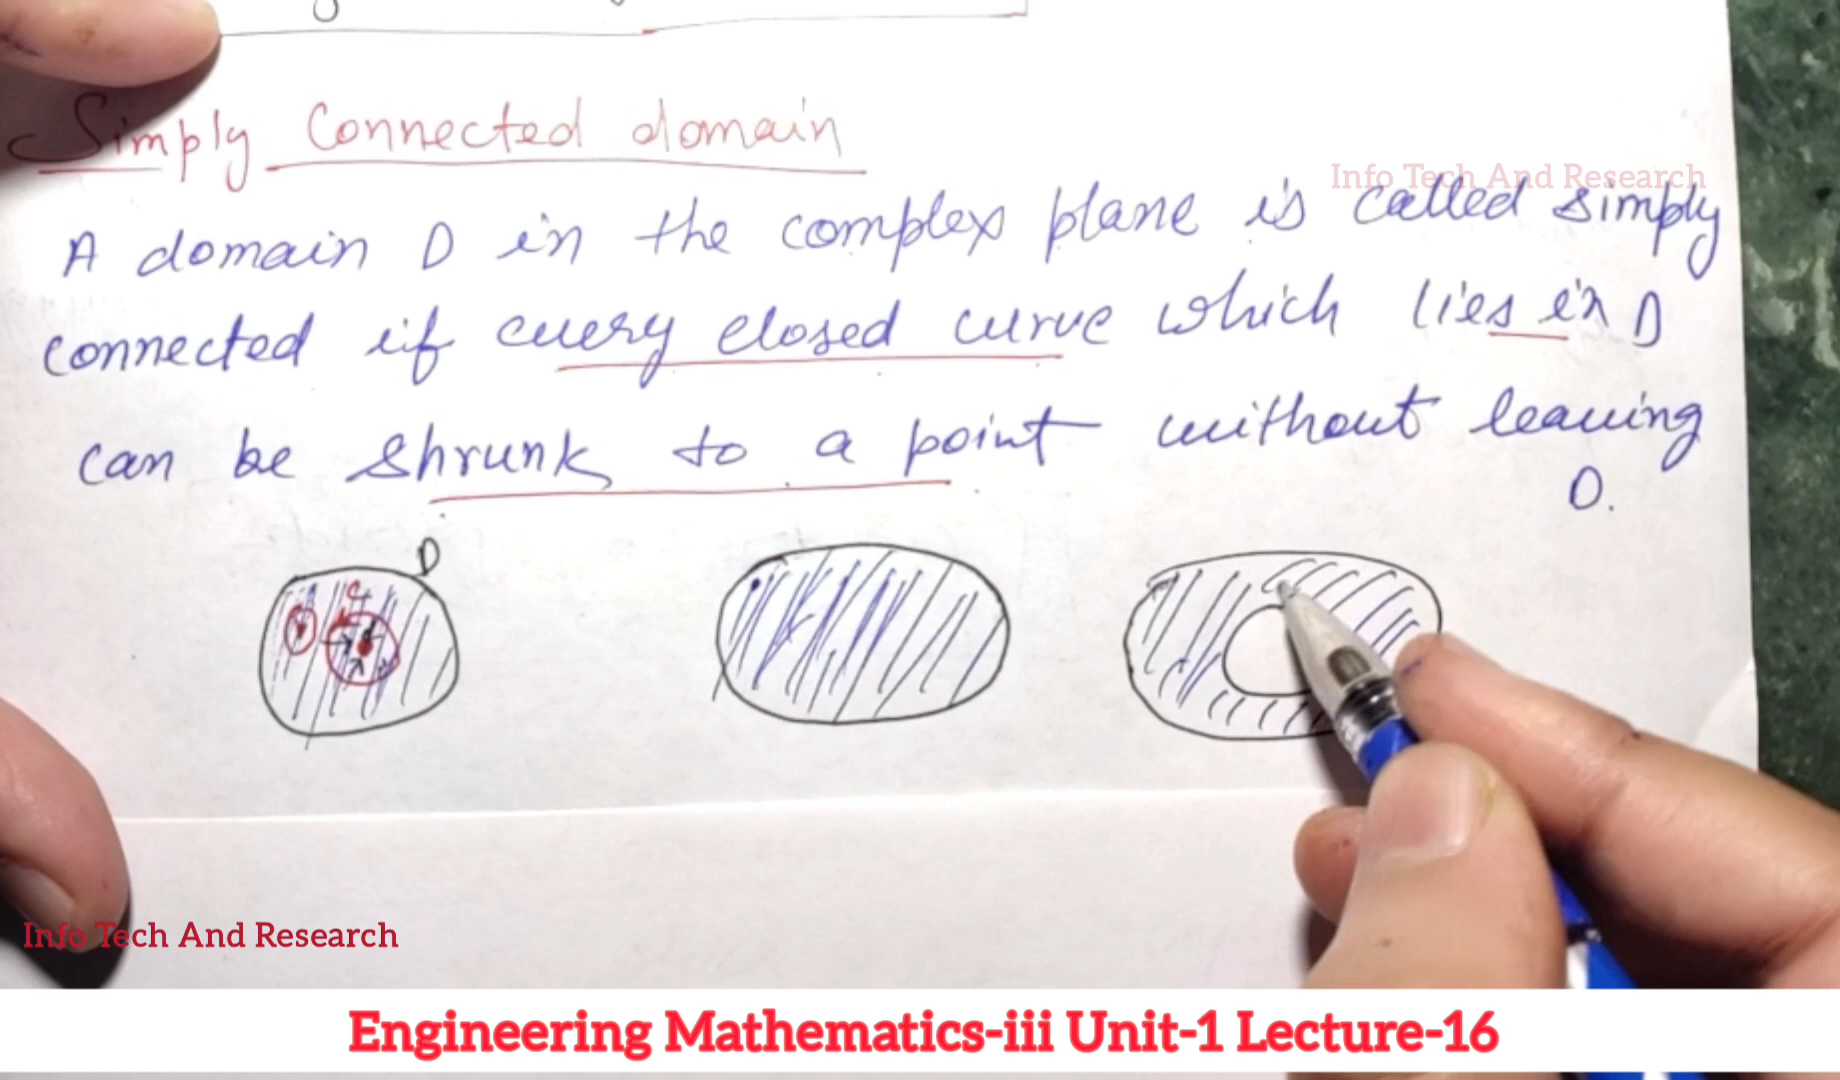 Simply Connected domain
Info Tech And Research
A domain D in the complex plane is called simply
connected if every closed curve which lies in D
can be shrunk to a point without leaving
D.
D
C
Info Tech And Research
Engineering Mathematics-iii Unit-1 Lecture-16